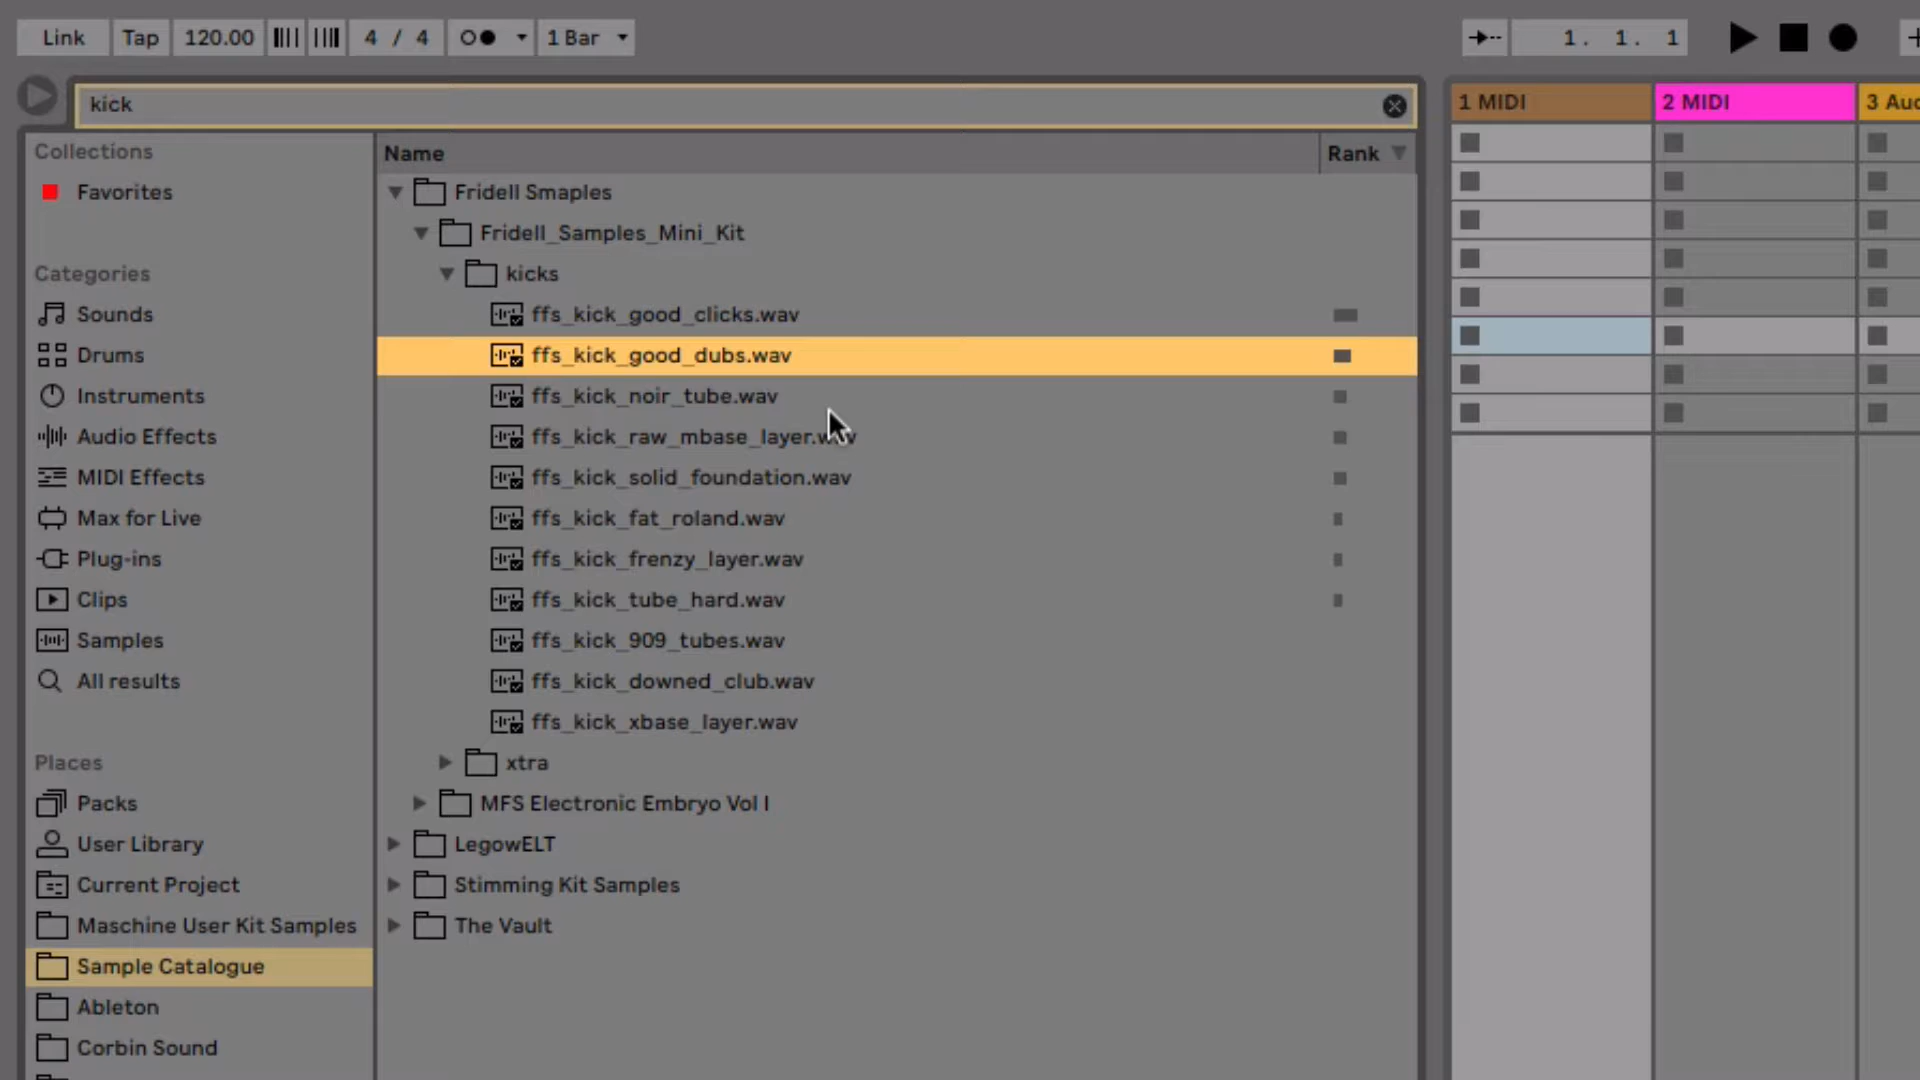 Link Tap 120.00 4 / 4 1 Bar 1. 1. 1
kick
1 MIDI 2 MIDI 3 Auc
Collections
Favorites
Categories
Sounds
Drums
Instruments
Audio Effects
MIDI Effects
Max for Live
Plug-ins
Clips
Samples
All results
Places
Packs
User Library
Current Project
Maschine User Kit Samples
Sample Catalogue
Ableton
Corbin Sound
Name Rank
Fridell Smaples
Fridell_Samples_Mini_Kit
kicks
ffs_kick_good_clicks.wav
ffs_kick_good_dubs.wav
ffs_kick_noir_tube.wav
ffs_kick_raw_mbase_layer.wav
ffs_kick_solid_foundation.wav
ffs_kick_fat_roland.wav
ffs_kick_frenzy_layer.wav
ffs_kick_tube_hard.wav
ffs_kick_909_tubes.wav
ffs_kick_downed_club.wav
ffs_kick_xbase_layer.wav
xtra
MFS Electronic Embryo Vol I
LegowELT
Stimming Kit Samples
The Vault